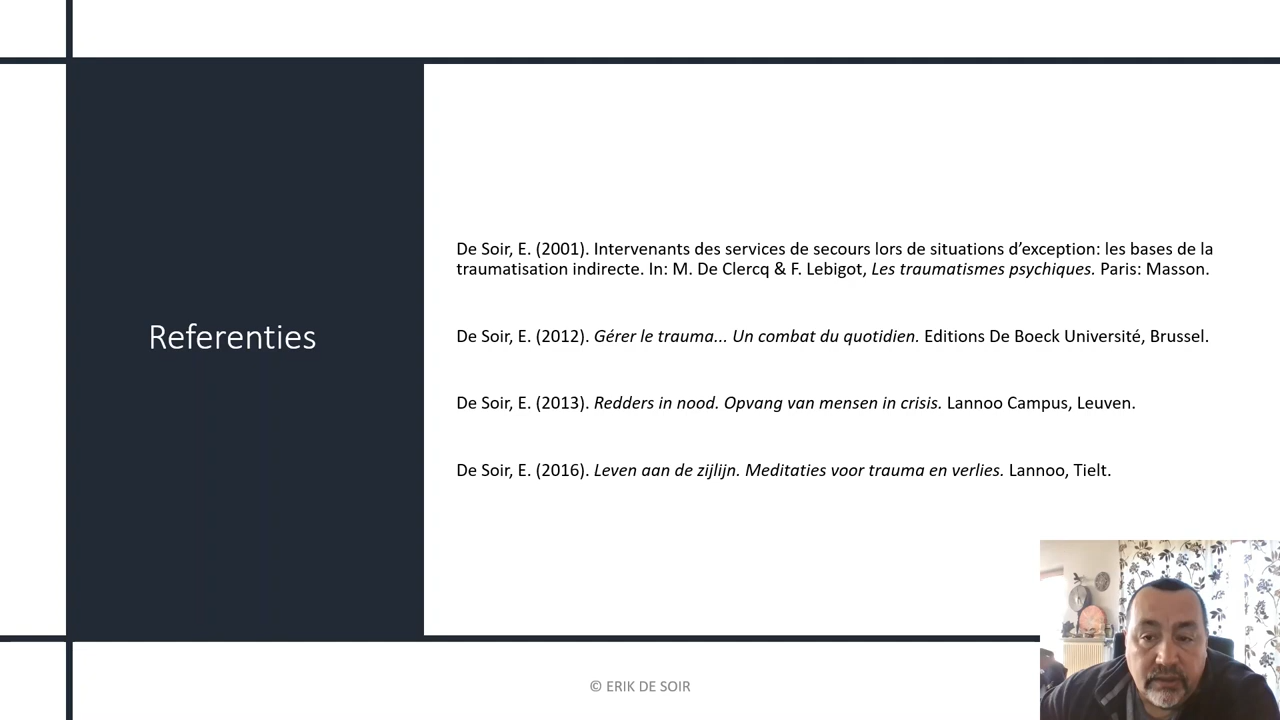 Referenties
De Soir, E. (2001). Intervenants des services de secours lors de situations d’exception: les bases de la
traumatisation indirecte. In: M. De Clercq & F. Lebigot, Les traumatismes psychiques. Paris: Masson.
De Soir, E. (2012). Gérer le trauma... Un combat du quotidien. Editions De Boeck Université, Brussel.
De Soir, E. (2013). Redders in nood. Opvang van mensen in crisis. Lannoo Campus, Leuven.
De Soir, E. (2016). Leven aan de zijlijn. Meditaties voor trauma en verlies. Lannoo, Tielt.
© ERIK DE SOIR